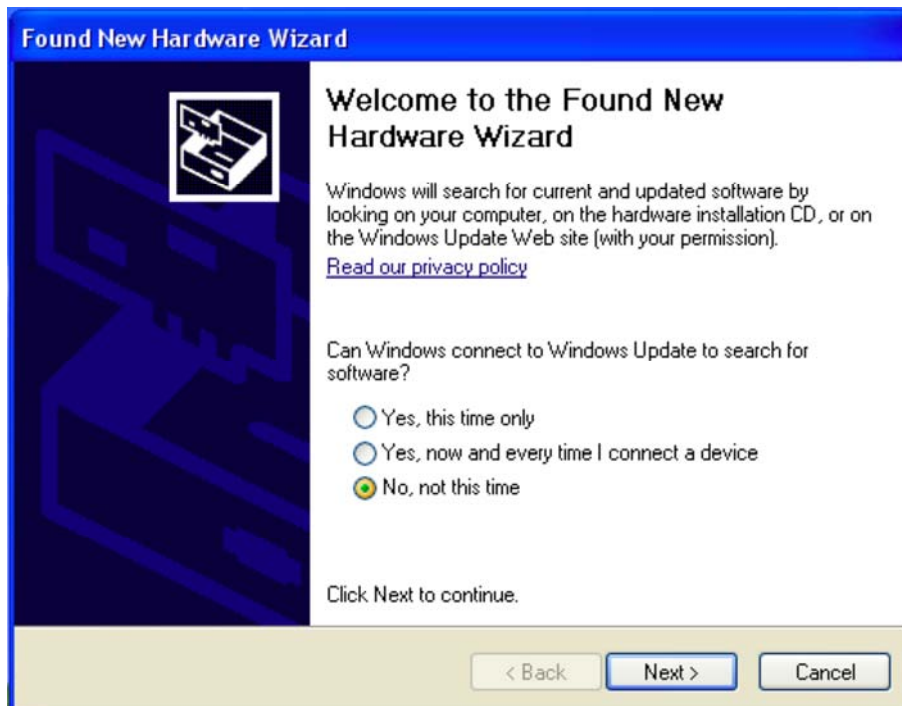 Found New Hardware Wizard
Welcome to the Found New
Hardware Wizard
Windows will search for current and updated software by
looking on your computer, on the hardware installation CD, or on
the Windows Update Web site (with your permission).
Read our privacy policy
Can Windows connect to Windows Update to search for
software?
Yes, this time only
Yes, now and every time I connect a device
No, not this time
Click Next to continue.
< Back
Next >
Cancel